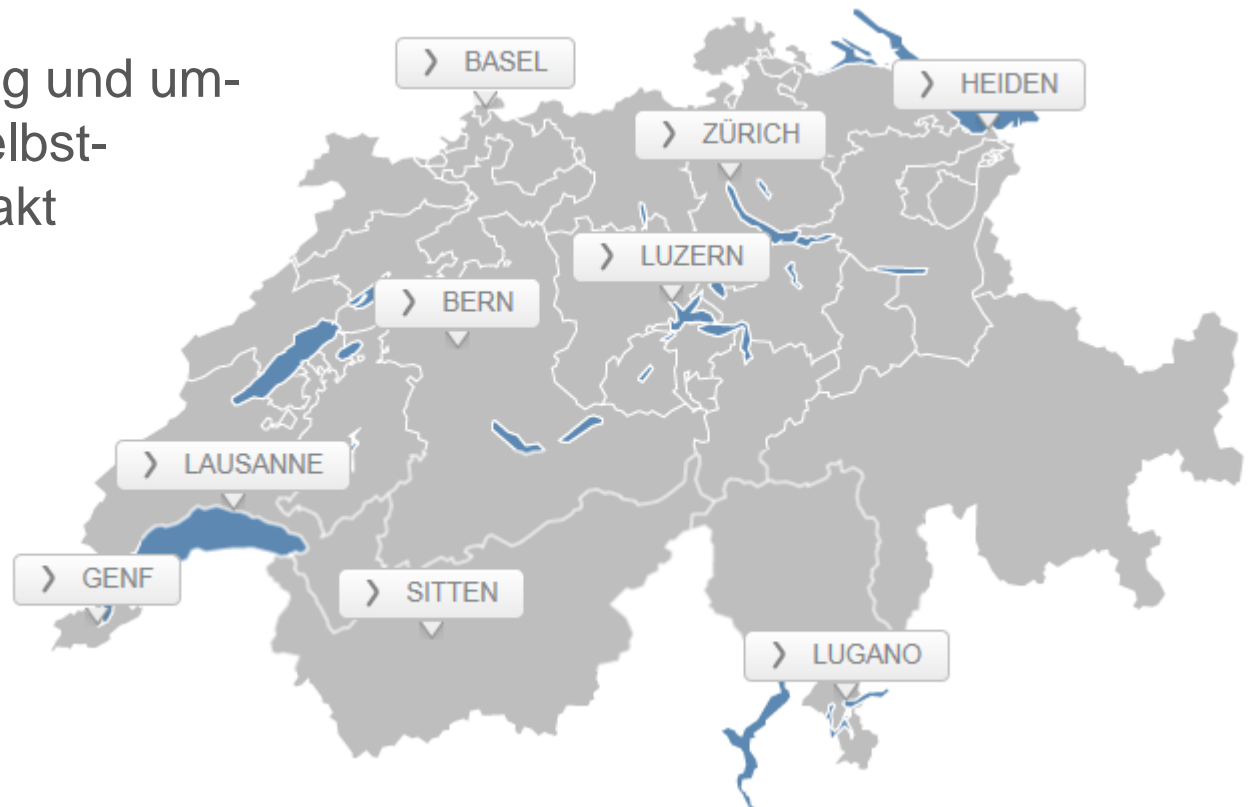 g und um-
elbst-
akt
BASEL
HEIDEN
ZÜRICH
LUZERN
BERN
LAUSANNE
GENF
SITTEN
LUGANO